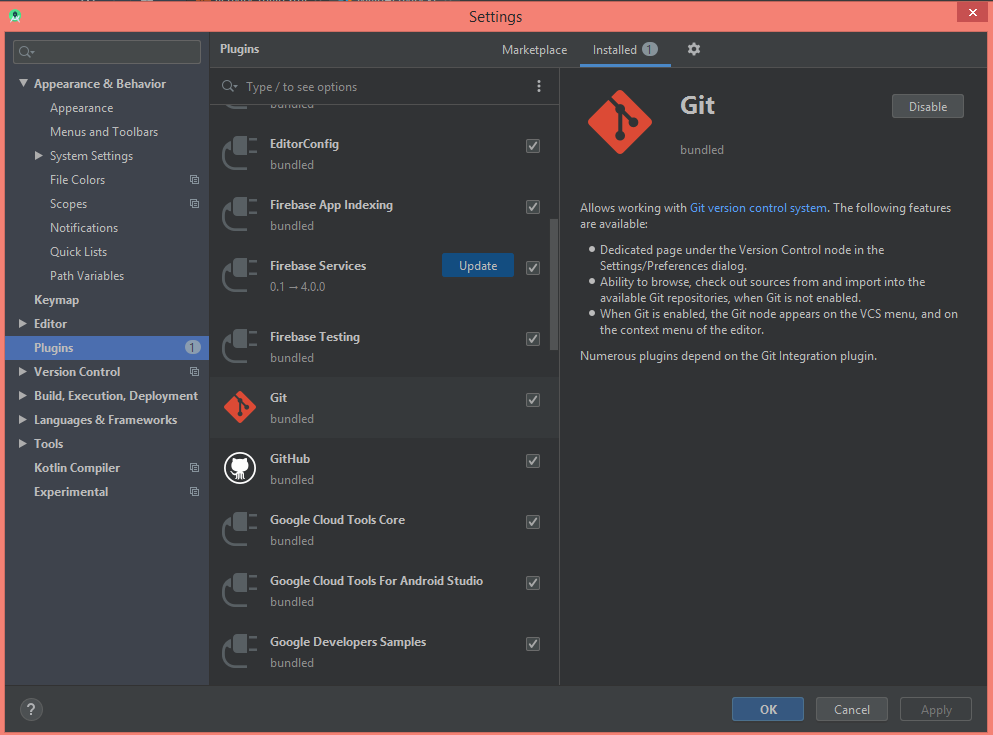 Settings
Plugins
Marketplace
Installed 1
Appearance & Behavior
Appearance
Menus and Toolbars
System Settings
File Colors
Scopes
Notifications
Quick Lists
Path Variables
Keymap
Editor
Plugins 1
Version Control
Build, Execution, Deployment
Languages & Frameworks
Tools
Kotlin Compiler
Experimental
Type / to see options
bundled
EditorConfig
bundled
Firebase App Indexing
bundled
Firebase Services
Update
0.1 → 4.0.0
Firebase Testing
bundled
Git
bundled
GitHub
bundled
Google Cloud Tools Core
bundled
Google Cloud Tools For Android Studio
bundled
Google Developers Samples
bundled
Git
Disable
bundled
Allows working with Git version control system. The following features
are available:
Dedicated page under the Version Control node in the
Settings/Preferences dialog.
Ability to browse, check out sources from and import into the
available Git repositories, when Git is not enabled.
When Git is enabled, the Git node appears on the VCS menu, and on
the context menu of the editor.
Numerous plugins depend on the Git Integration plugin.
?
OK
Cancel
Apply